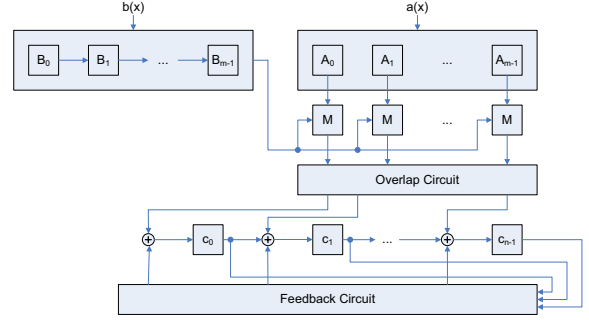 b(x) a(x)
B0 B1 ... Bm-1 A0 A1 ... Am-1
M M ... M
Overlap Circuit
c0 c1 ... cn-1
Feedback Circuit